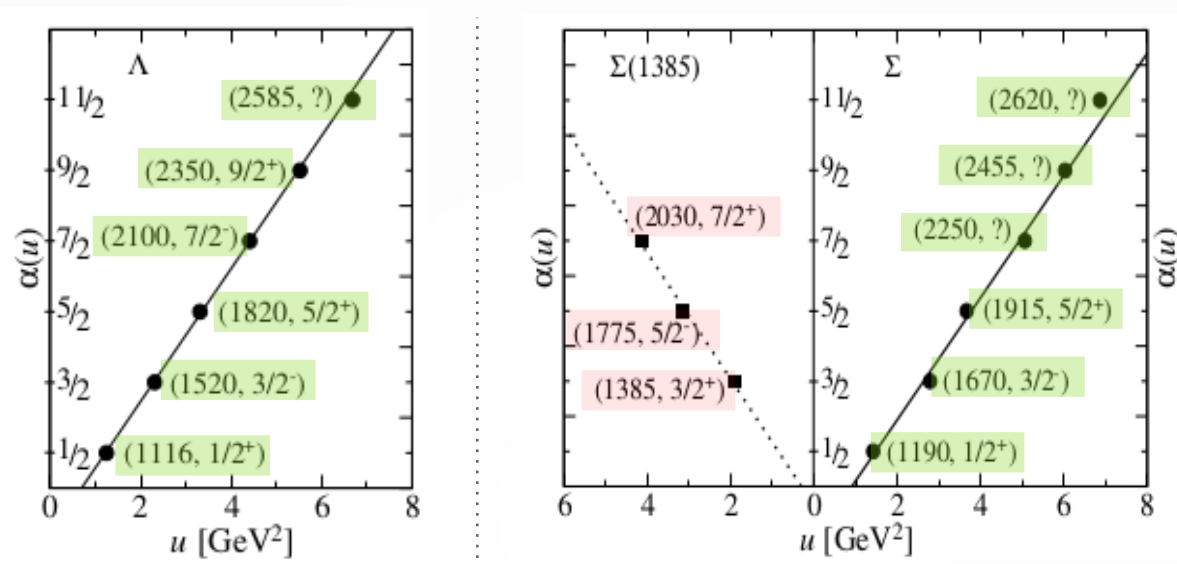 Λ
(2585, ?)
(2350, 9/2⁺)
(2100, 7/2⁻)
(1820, 5/2⁺)
(1520, 3/2⁻)
(1116, 1/2⁺)
11/2
9/2
7/2
5/2
3/2
1/2
α(u)
0 2 4 6 8
u [GeV²]
Σ(1385)
(2030, 7/2⁺)
(1775, 5/2⁻)
(1385, 3/2⁺)
α(u)
Σ
(2620, ?)
(2455, ?)
(2250, ?)
(1915, 5/2⁺)
(1670, 3/2⁻)
(1190, 1/2⁺)
11/2
9/2
7/2
5/2
3/2
1/2
α(u)
6 4 2 0 2 4 6 8
u [GeV²]